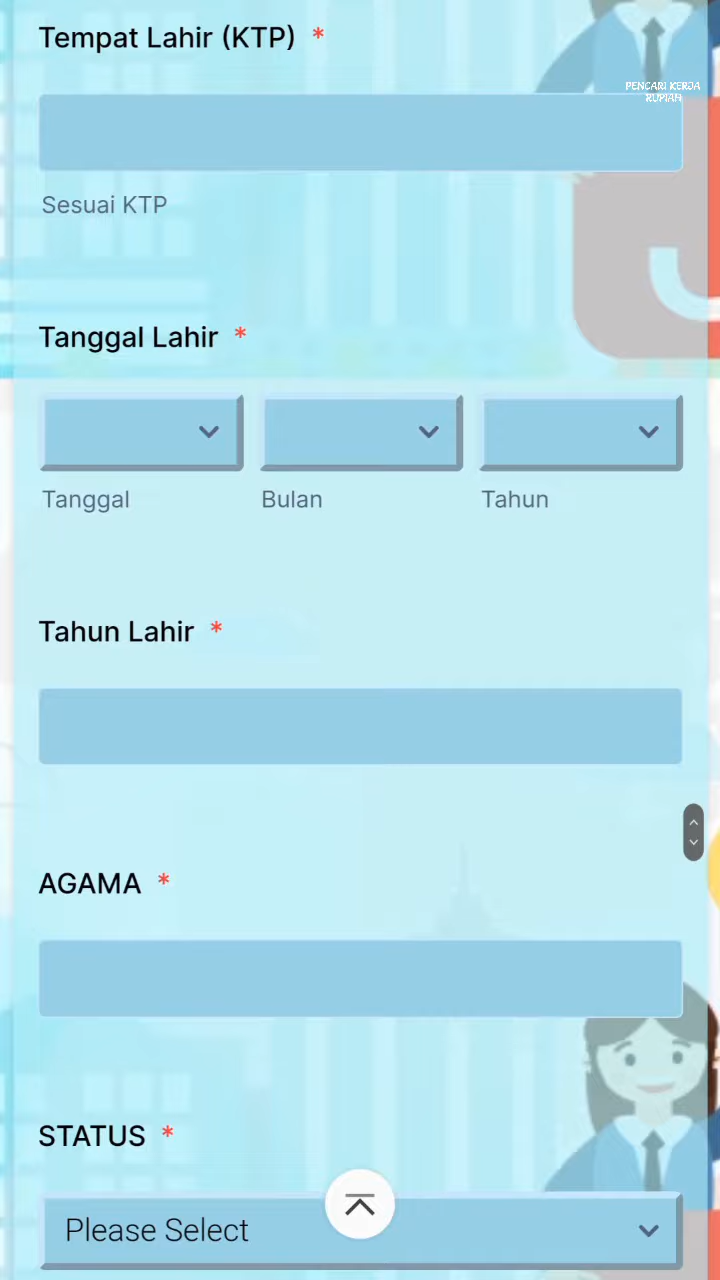 Tempat Lahir (KTP) *
PENCARI KERJA
RUPIAH
Sesuai KTP
Tanggal Lahir *
Tanggal Bulan Tahun
Tahun Lahir *
AGAMA *
STATUS *
Please Select